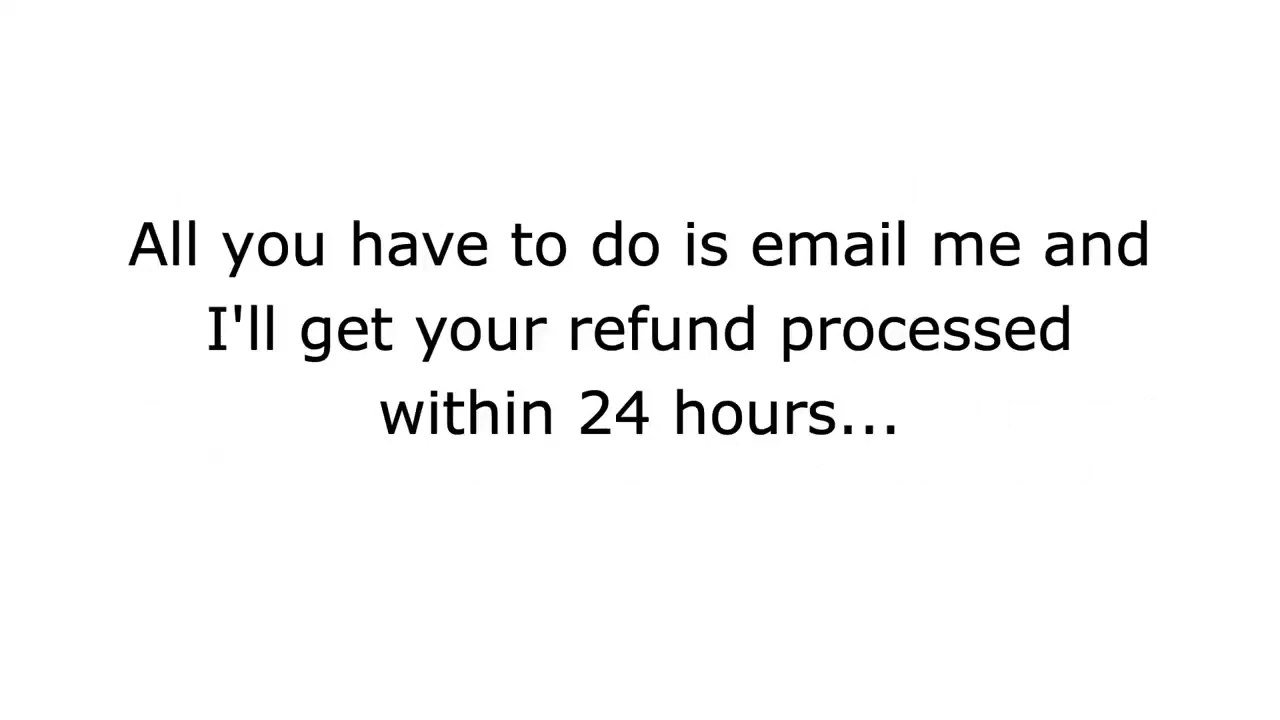 All you have to do is email me and
I'll get your refund processed
within 24 hours...